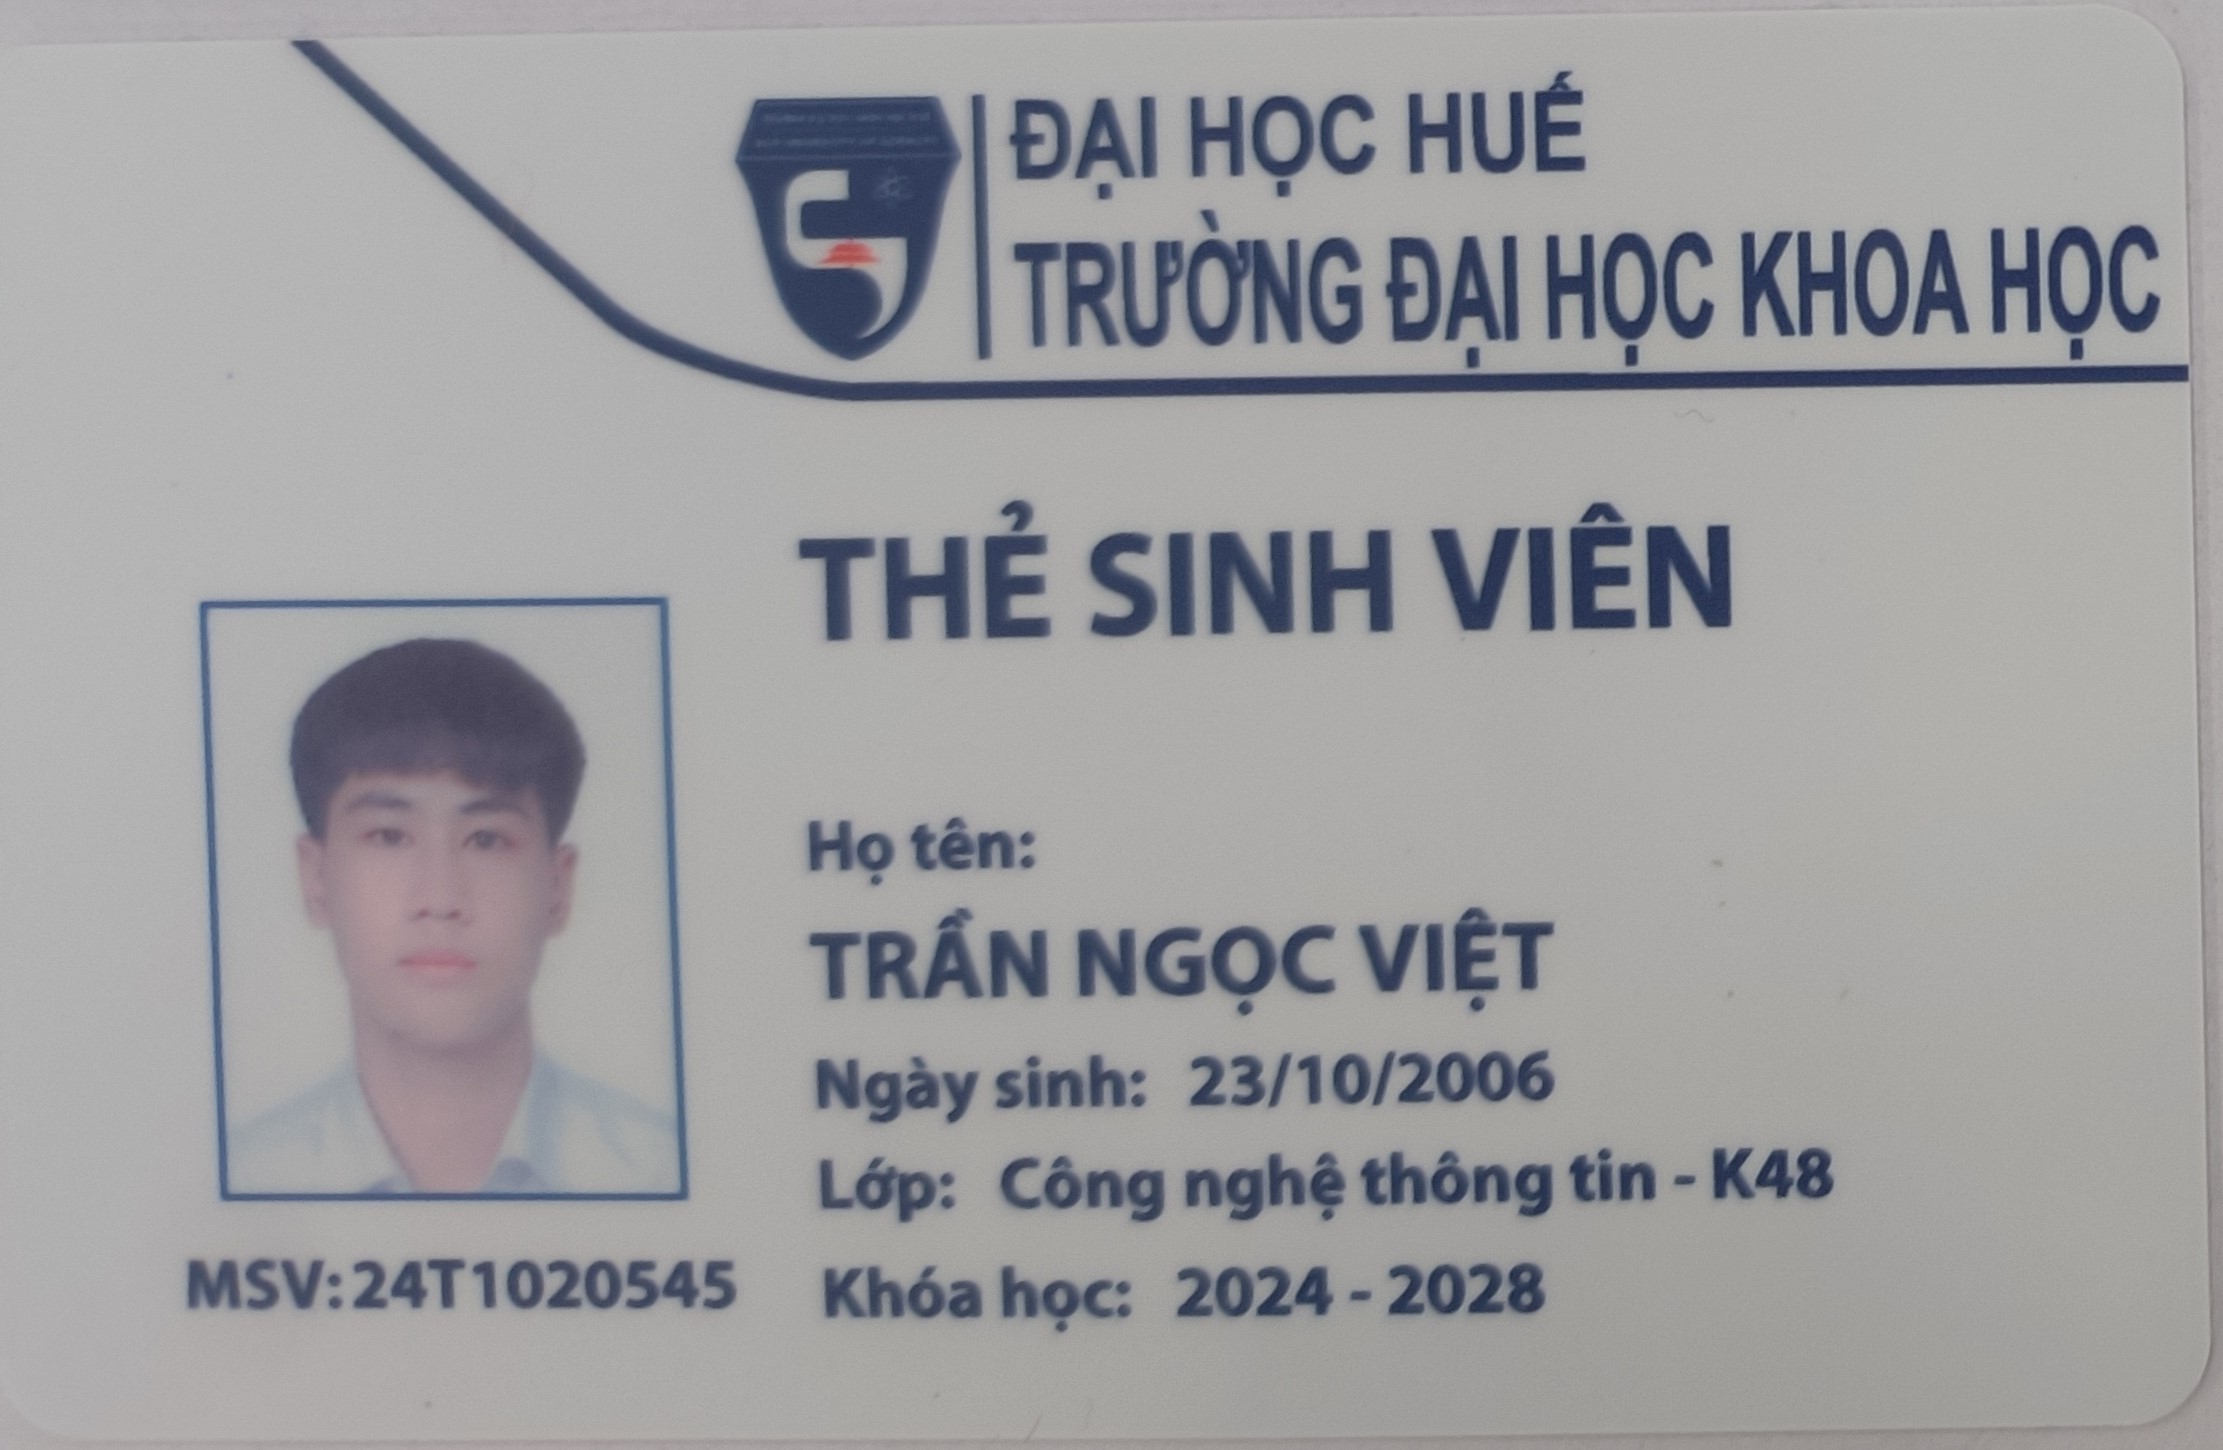 ĐẠI HỌC HUẾ
TRƯỜNG ĐẠI HỌC KHOA HỌC
THẺ SINH VIÊN
Họ tên:
TRẦN NGỌC VIỆT
Ngày sinh: 23/10/2006
Lớp: Công nghệ thông tin - K48
Khóa học: 2024 - 2028
MSV: 24T1020545